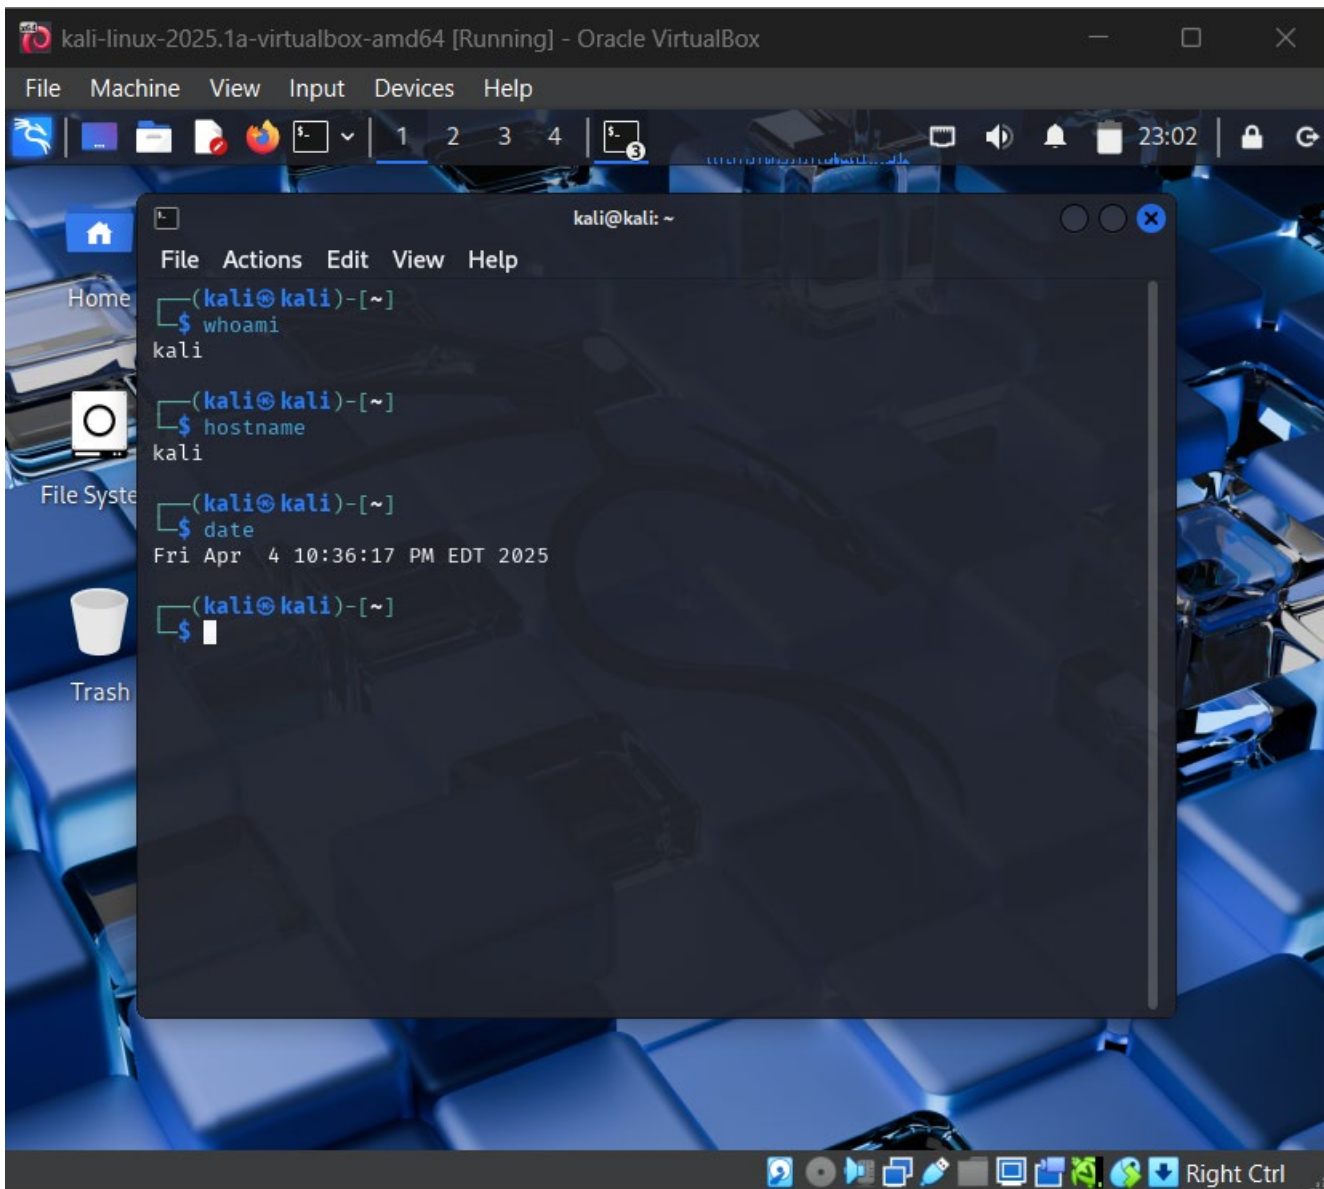 kali-linux-2025.1a-virtualbox-amd64 [Running] - Oracle VirtualBox
File Machine View Input Devices Help
1 2 3 4 3 23:02
kali@kali: ~
File Actions Edit View Help
Home
File Syste
Trash
┌──(kali㉿kali)-[~]
└─$ whoami
kali
┌──(kali㉿kali)-[~]
└─$ hostname
kali
┌──(kali㉿kali)-[~]
└─$ date
Fri Apr  4 10:36:17 PM EDT 2025
┌──(kali㉿kali)-[~]
└─$
Right Ctrl